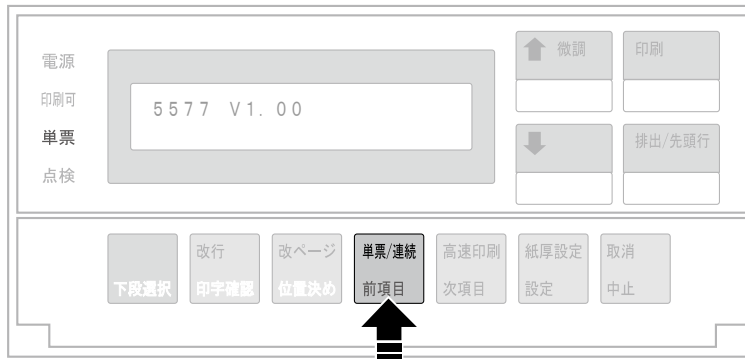 電源
印刷可
単票
点検
5577 V1.00
微調
印刷
排出/先頭行
下段選択
改行
印字確認
改ページ
位置決め
単票/連続
前項目
高速印刷
次項目
紙厚設定
設定
取消
中止